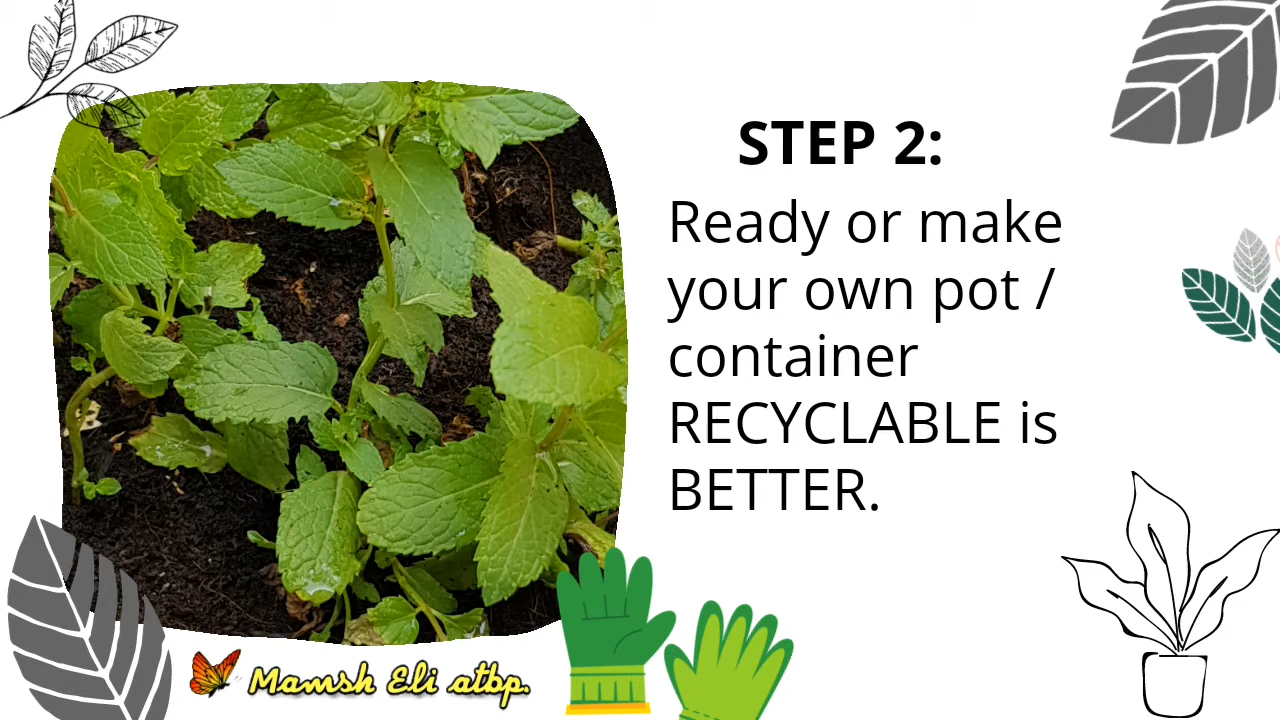 STEP 2:
Ready or make
your own pot /
container
RECYCLABLE is
BETTER.
Mamsh Eli atbp.